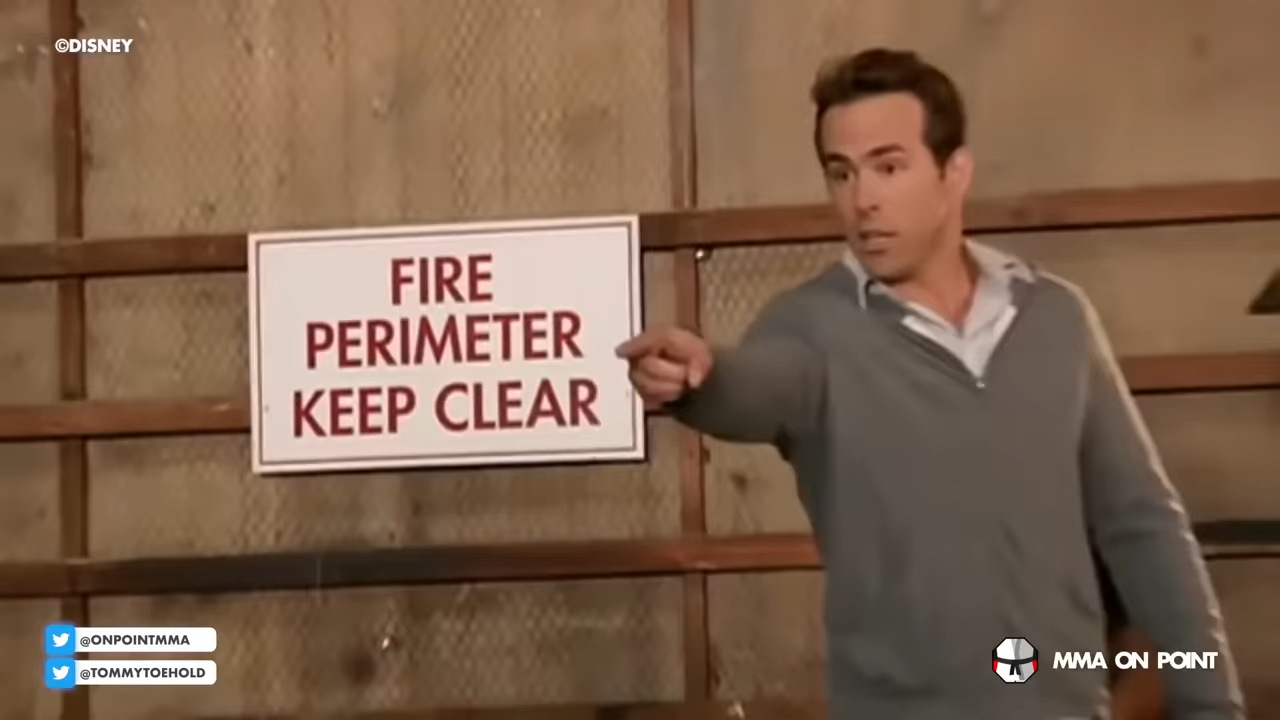 ©DISNEY
FIRE
PERIMETER
KEEP CLEAR
@ONPOINTMMA
@TOMMYTOEHOLD
MMA ON POINT